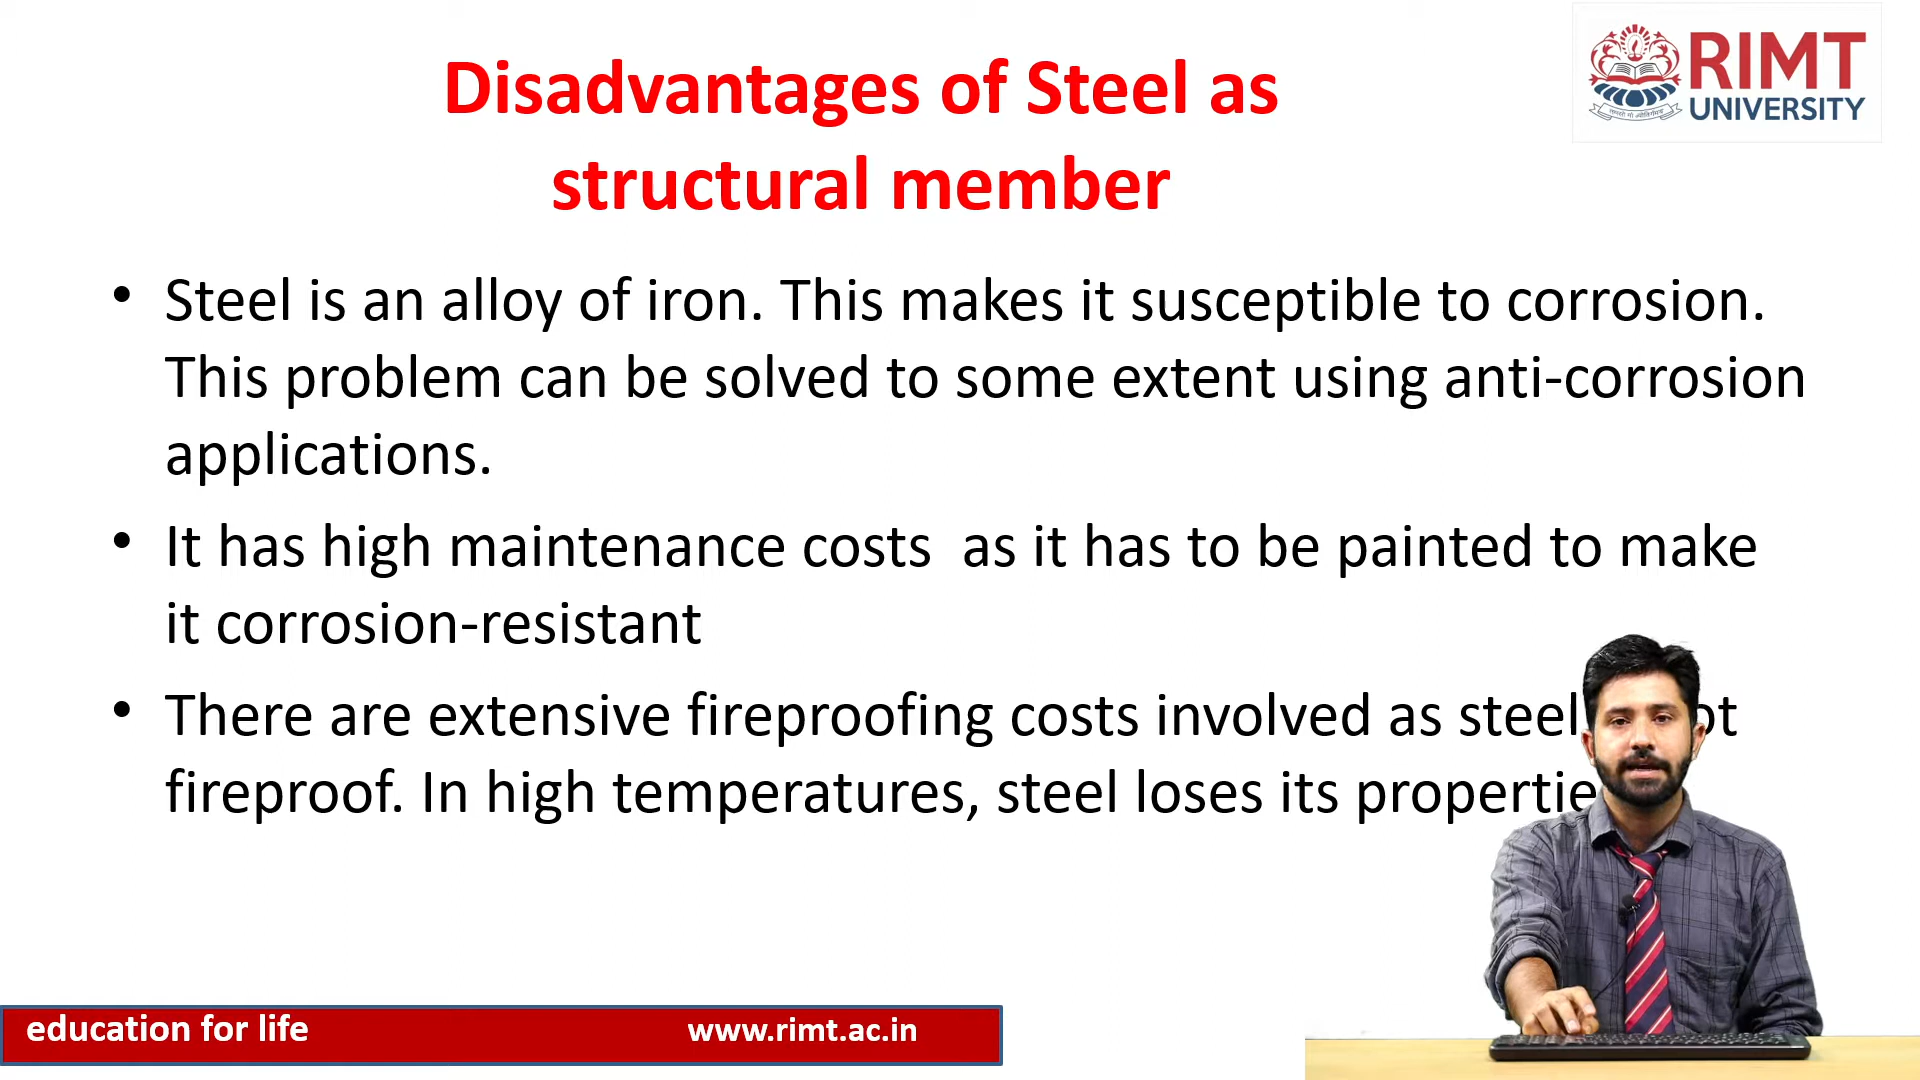 Disadvantages of Steel as
structural member
RIMT
UNIVERSITY
• Steel is an alloy of iron. This makes it susceptible to corrosion.
This problem can be solved to some extent using anti-corrosion
applications.
• It has high maintenance costs  as it has to be painted to make
it corrosion-resistant
• There are extensive fireproofing costs involved as steel
fireproof. In high temperatures, steel loses its
education for life
www.rimt.ac.in